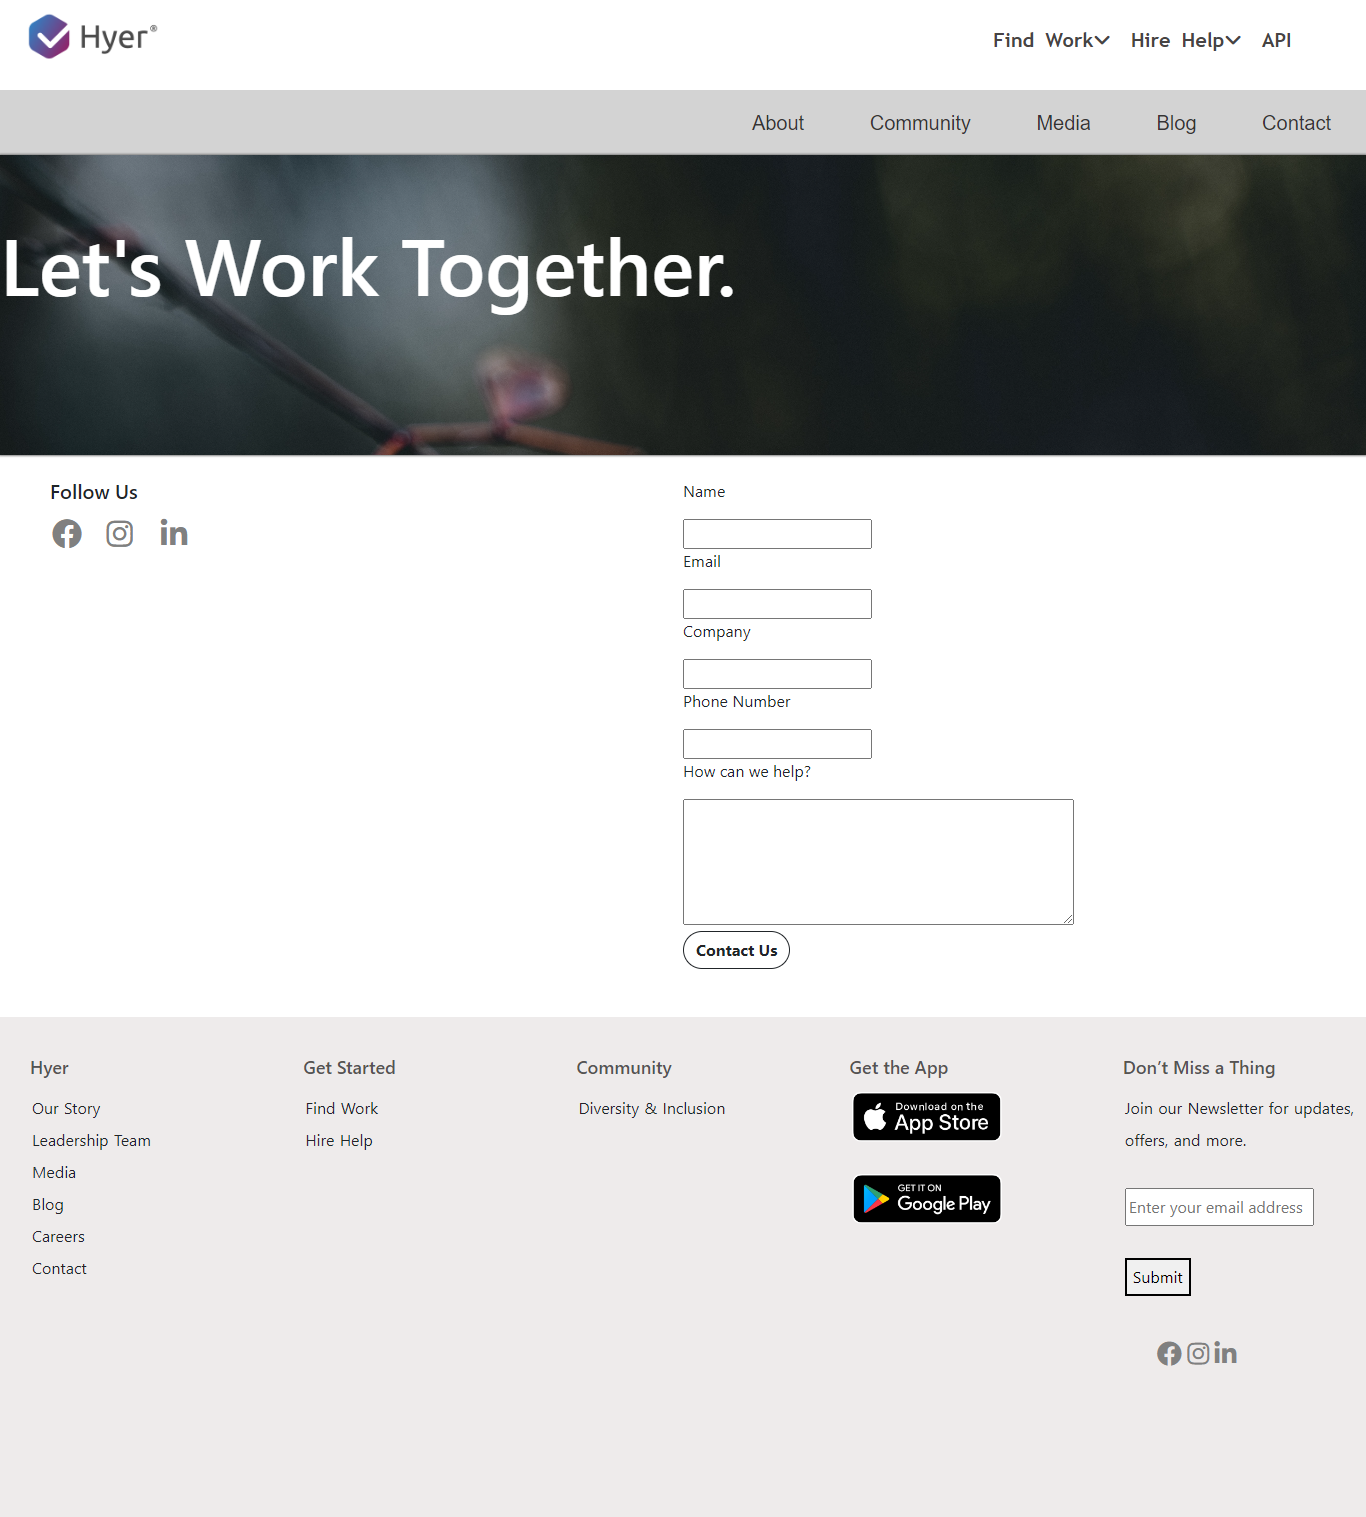 Hyer®
Find Work Hire Help API
About Community Media Blog Contact
Let's Work Together.
Follow Us
Name
Email
Company
Phone Number
How can we help?
Contact Us
Hyer
Our Story
Leadership Team
Media
Blog
Careers
Contact
Get Started
Find Work
Hire Help
Community
Diversity & Inclusion
Get the App
Download on the
App Store
GET IT ON
Google Play
Don’t Miss a Thing
Join our Newsletter for updates,
offers, and more.
Enter your email address
Submit